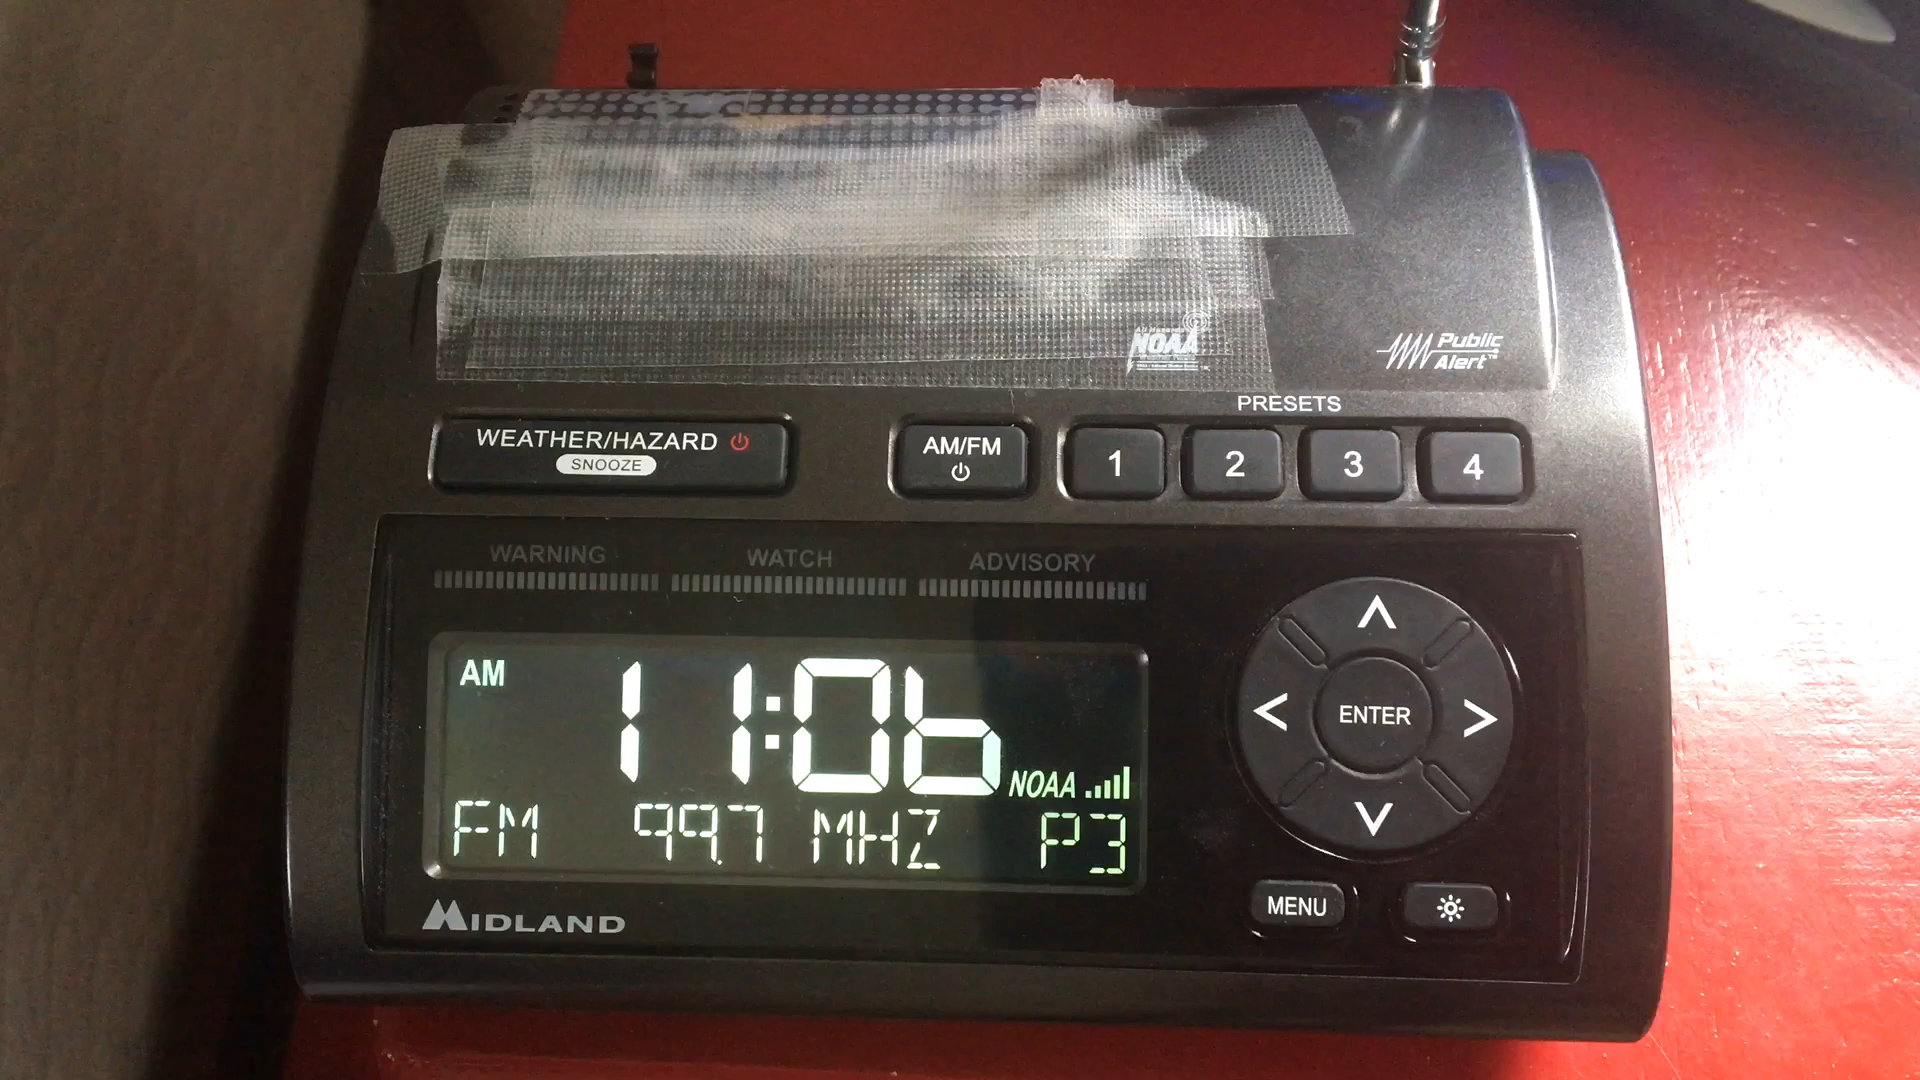 NOAA
Public
Alert™
PRESETS
WEATHER/HAZARD
SNOOZE
AM/FM
1 2 3 4
WARNING WATCH ADVISORY
AM 11:06 NOAA
FM 99.7 MHZ P3
ENTER
MENU
MIDLAND